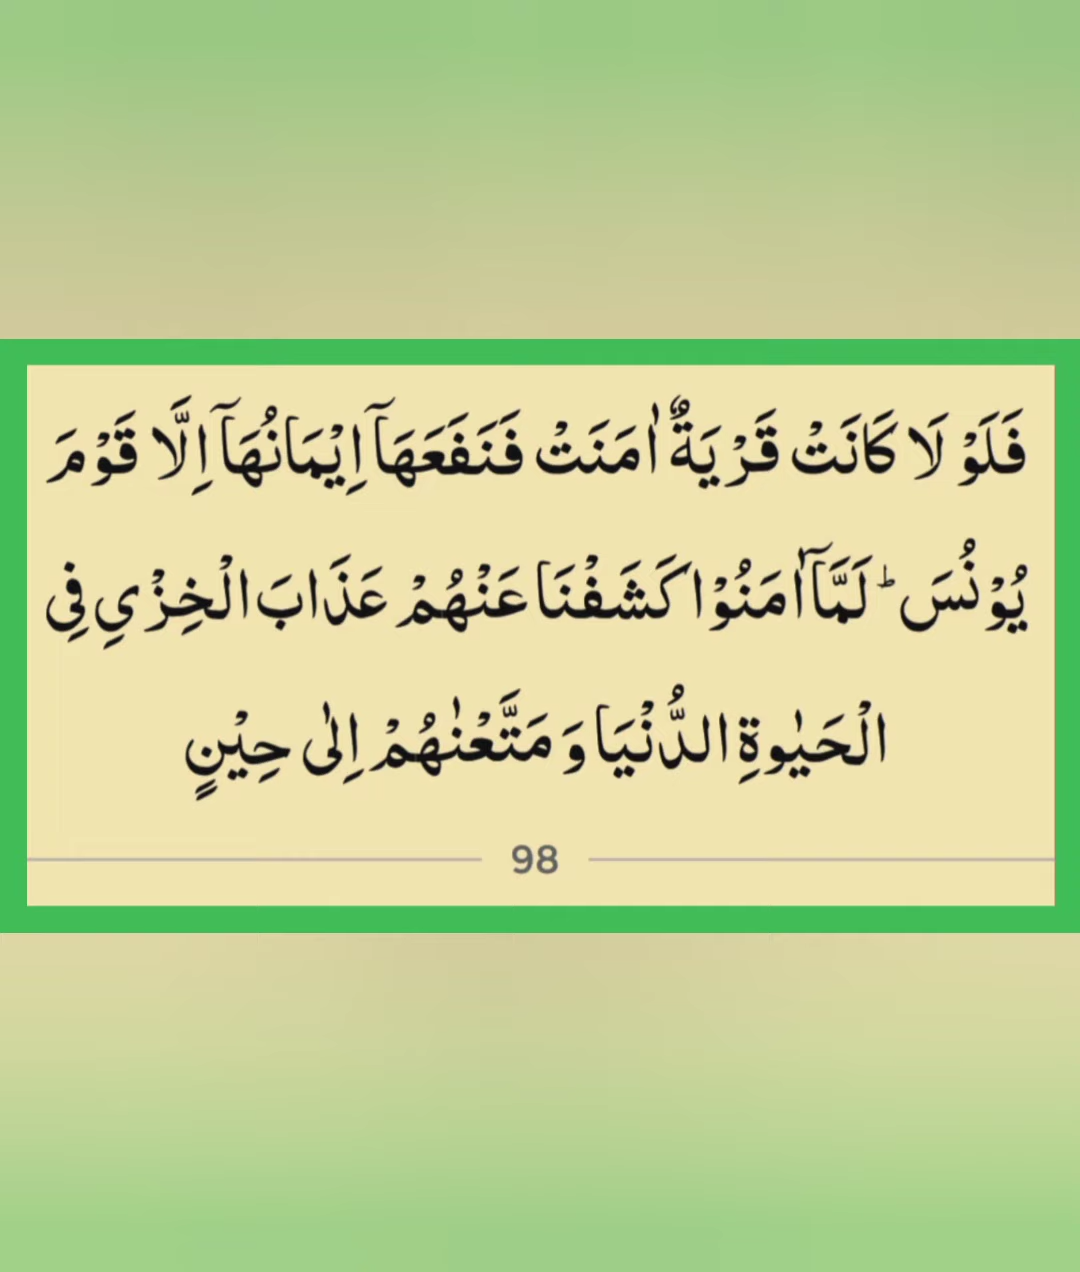 فَلَوْ لَا كَانَتْ قَرْيَةٌ اٰمَنَتْ فَنَفَعَهَاۤ اِيْمَانُهَاۤ اِلَّا قَوْمَ
يُوْنُسَ ؕ لَمَّاۤ اٰمَنُوْا كَشَفْنَا عَنْهُمْ عَذَابَ الْخِزْيِ فِی
الْحَيٰوةِ الدُّنْيَا وَ مَتَّعْنٰهُمْ اِلٰى حِيْنٍ
98